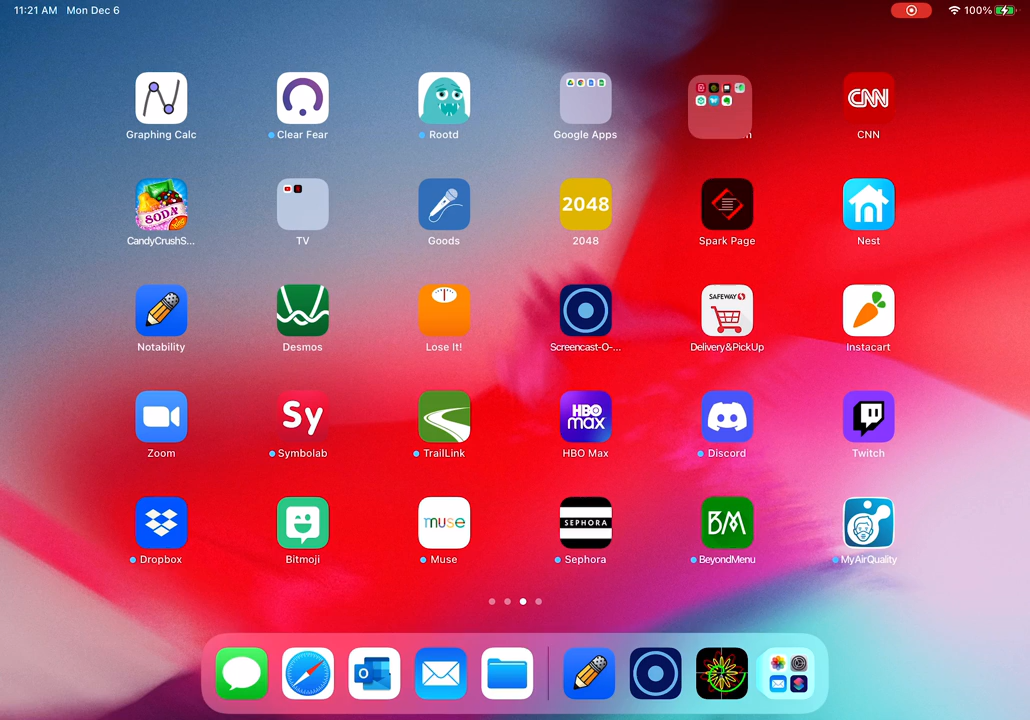 11:21 AM Mon Dec 6
100%
CNN
Graphing Calc
Clear Fear
Rootd
Google Apps
CNN
SODA
2048
CandyCrushS...
TV
Goods
2048
Spark Page
Nest
SAFEWAY
Notability
Desmos
Lose It!
Screencast-O-...
Delivery&PickUp
Instacart
Sy
HBO
max
Zoom
Symbolab
TrailLink
HBO Max
Discord
Twitch
muse
SEPHORA
BM
Dropbox
Bitmoji
Muse
Sephora
BeyondMenu
MyAirQuality